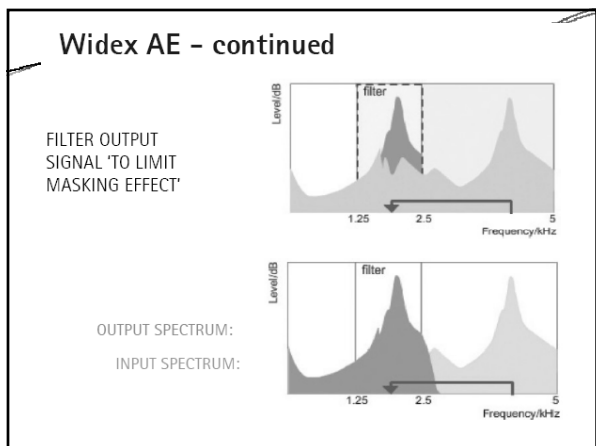 Widex AE - continued
FILTER OUTPUT
SIGNAL 'TO LIMIT
MASKING EFFECT'
Level/dB
filter
1.25
2.5
5
Frequency/kHz
OUTPUT SPECTRUM:
INPUT SPECTRUM:
Level/dB
filter
1.25
2.5
5
Frequency/kHz